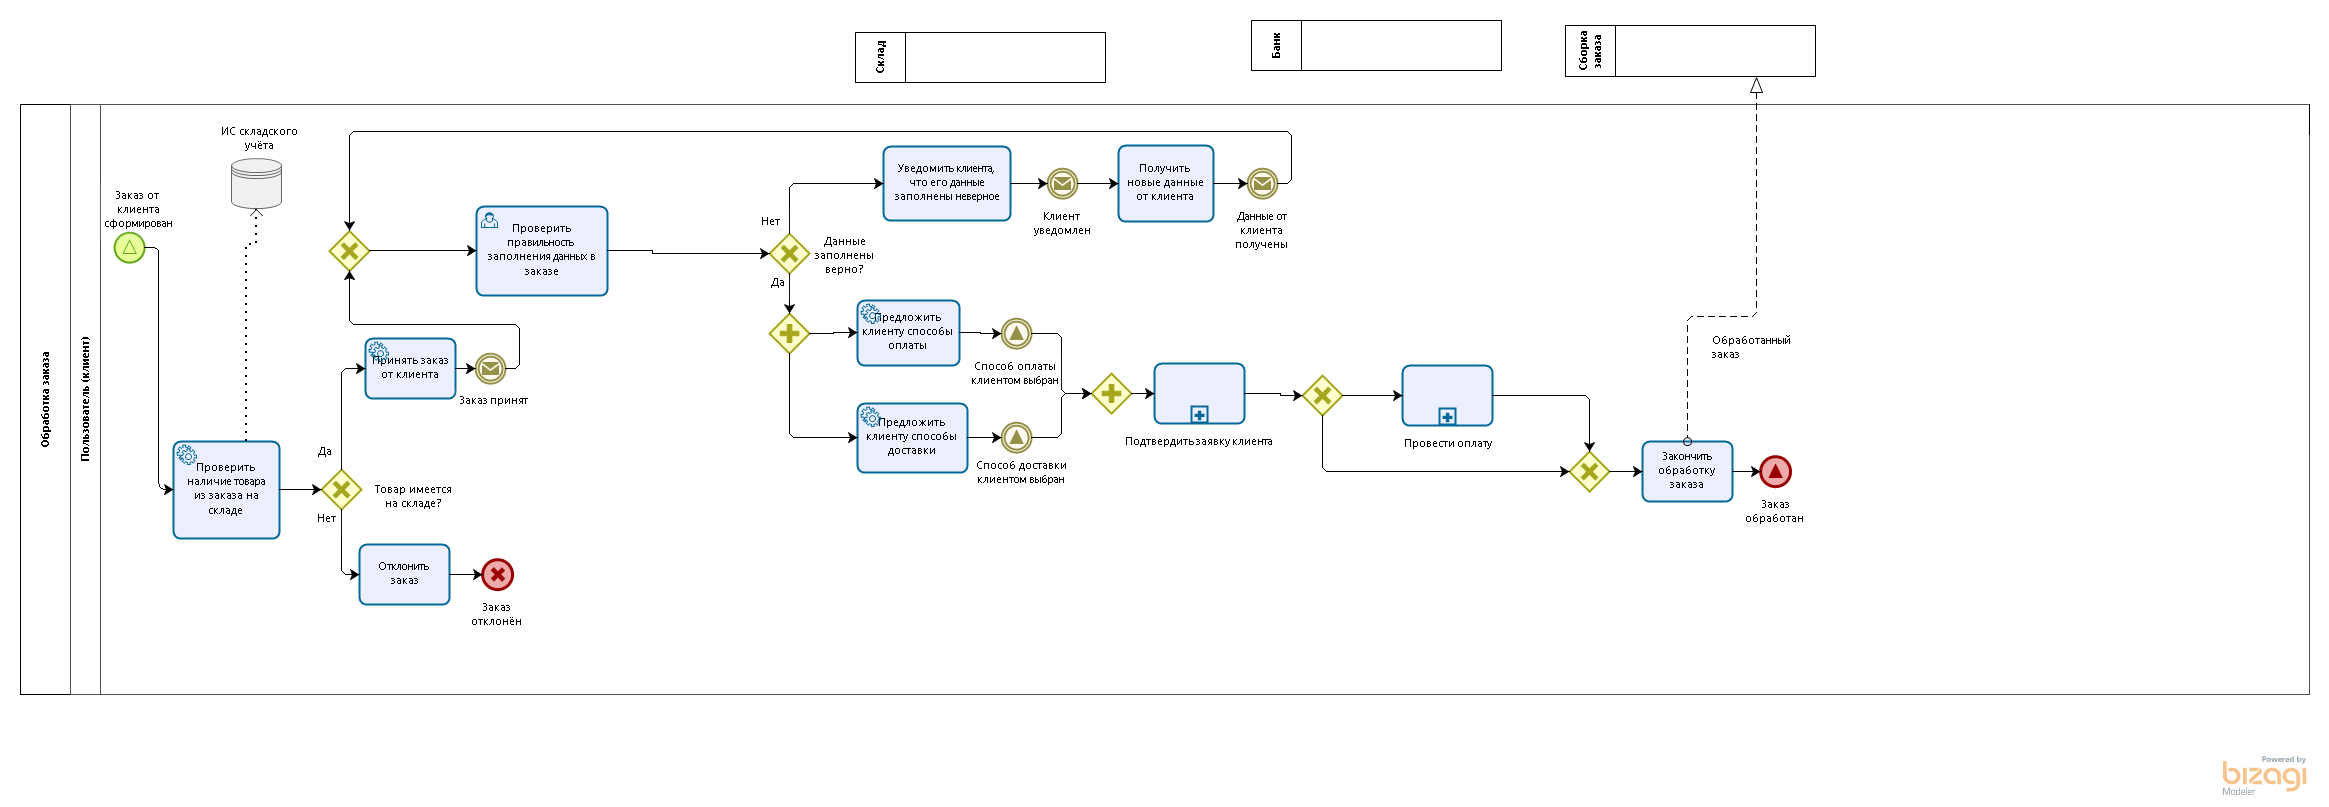 Склад
Банк
Сборка
заказа
Обработка заказа
Пользователь (клиент)
ИС складского
учёта
Заказ от
клиента
сформирован
Проверить
правильность
заполнения данных в
заказе
Нет
Данные
заполнены
верно?
Да
Уведомить клиента,
что его данные
заполнены неверное
Клиент
уведомлен
Получить
новые данные
от клиента
Данные от
клиента
получены
Предложить
клиенту способы
оплаты
Способ оплаты
клиентом выбран
Обработанный
заказ
Принять заказ
от клиента
Заказ принят
Предложить
клиенту способы
доставки
Способ доставки
клиентом выбран
Подтвердить заявку клиента
Провести оплату
Закончить
обработку
заказа
Заказ
обработан
Проверить
наличие товара
из заказа на
складе
Да
Товар имеется
на складе?
Нет
Отклонить
заказ
Заказ
отклонён
Powered by
bizagi
Modeler